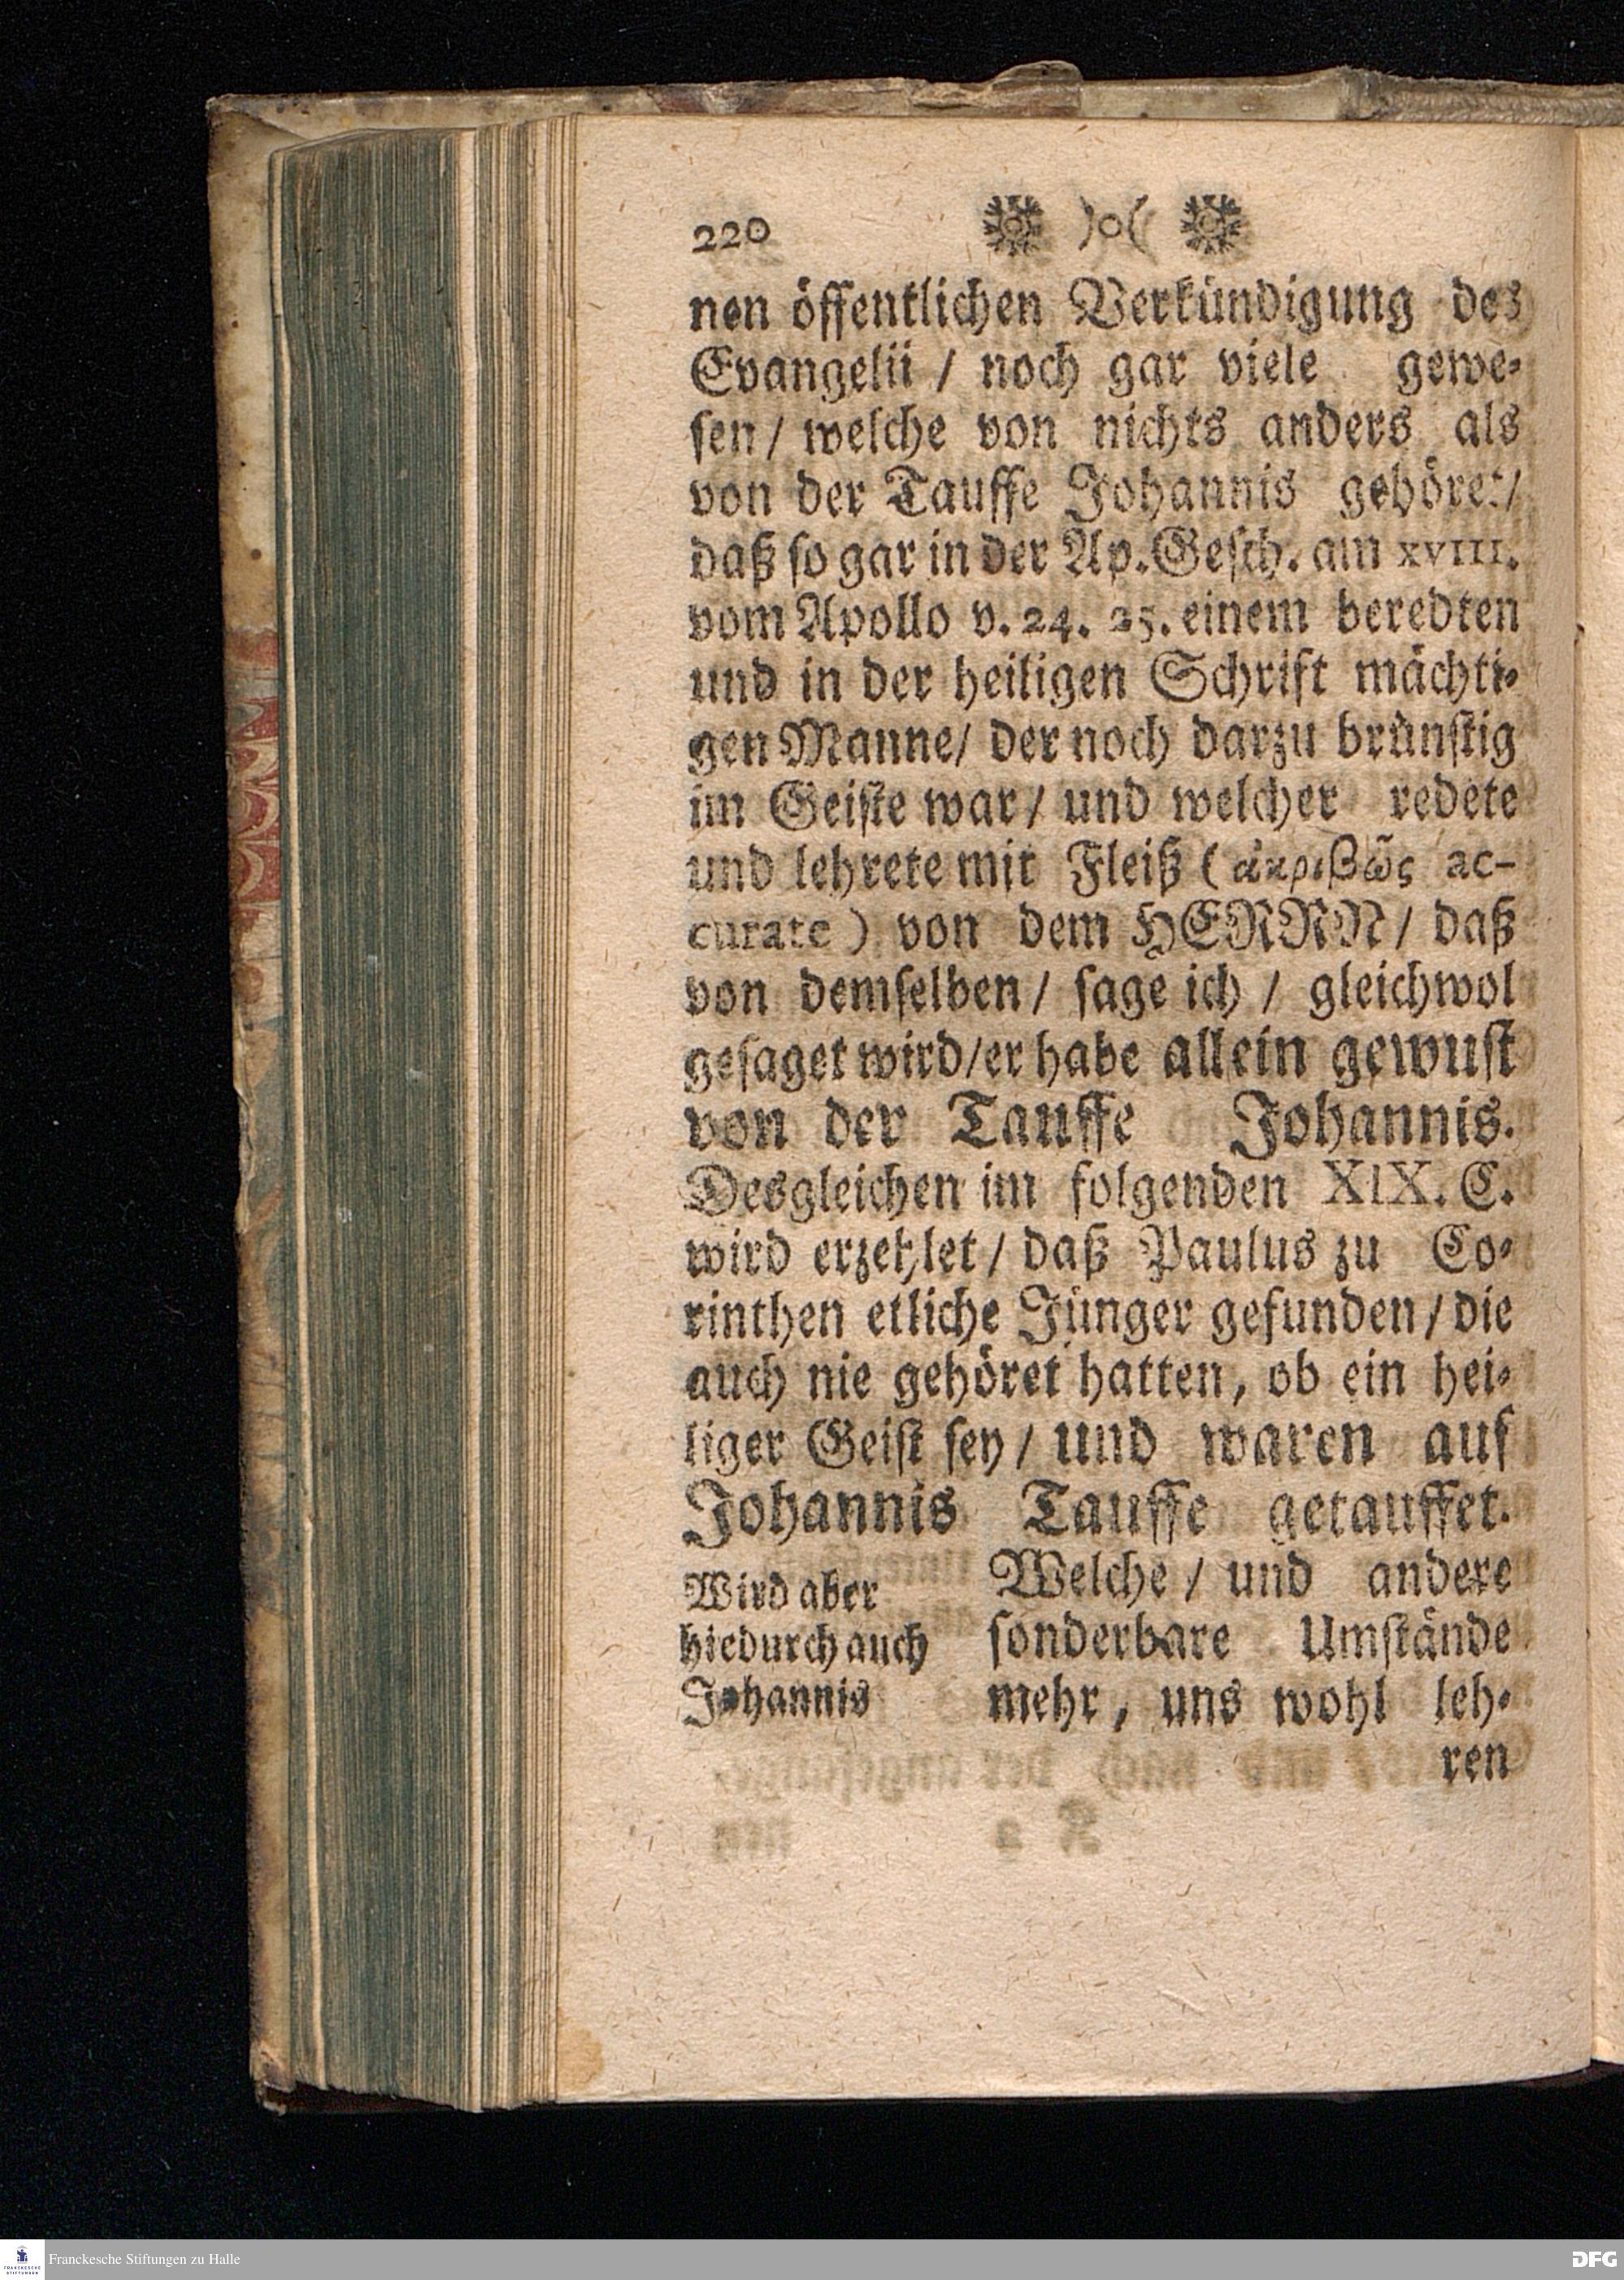 220 )o(
nen öffentlichen Verkündigung des
Evangelii / noch gar viele gewe-
sen / welche von nichts anders als
von der Tauffe Johannis gehöret/
daß so gar in der Ap. Gesch. am XVIII.
vom Apollo v. 24. 25. einem beredten
und in der heiligen Schrift mächti-
gen Manne/ der noch darzu brünstig
im Geiste war / und welcher redete
und lehrete mit Fleiß ( ἀκριβῶς ac-
curate ) von dem HERRN / daß
von demselben / sage ich / gleichwol
gesaget wird/er habe allein gewust
von der Tauffe Johannis.
Desgleichen im folgenden XIX. C.
wird erzehlet / daß Paulus zu Co-
rinthen etliche Jünger gefunden / die
auch nie gehöret hatten, ob ein hei-
liger Geist sey / und waren auf
Johannis Tauffe getauffet.
Wird aber
hiedurch auch
Johannis
Welche / und andere
sonderbare Umstände
mehr, uns wohl leh-
ren
Franckesche Stiftungen zu Halle
DFG